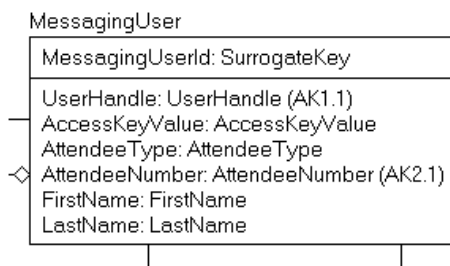 MessagingUser
MessagingUserId: SurrogateKey
UserHandle: UserHandle (AK1.1)
AccessKeyValue: AccessKeyValue
AttendeeType: AttendeeType
AttendeeNumber: AttendeeNumber (AK2.1)
FirstName: FirstName
LastName: LastName